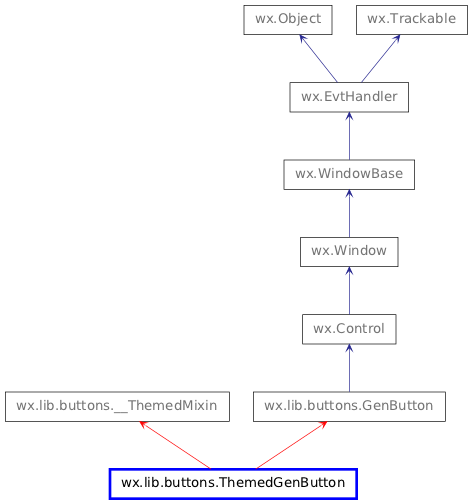 wx.Object
wx.Trackable
wx.EvtHandler
wx.WindowBase
wx.Window
wx.Control
wx.lib.buttons.__ThemedMixin
wx.lib.buttons.GenButton
wx.lib.buttons.ThemedGenButton